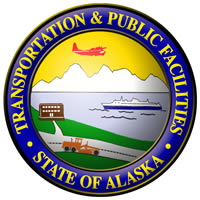 TRANSPORTATION & PUBLIC FACILITIES
STATE OF ALASKA